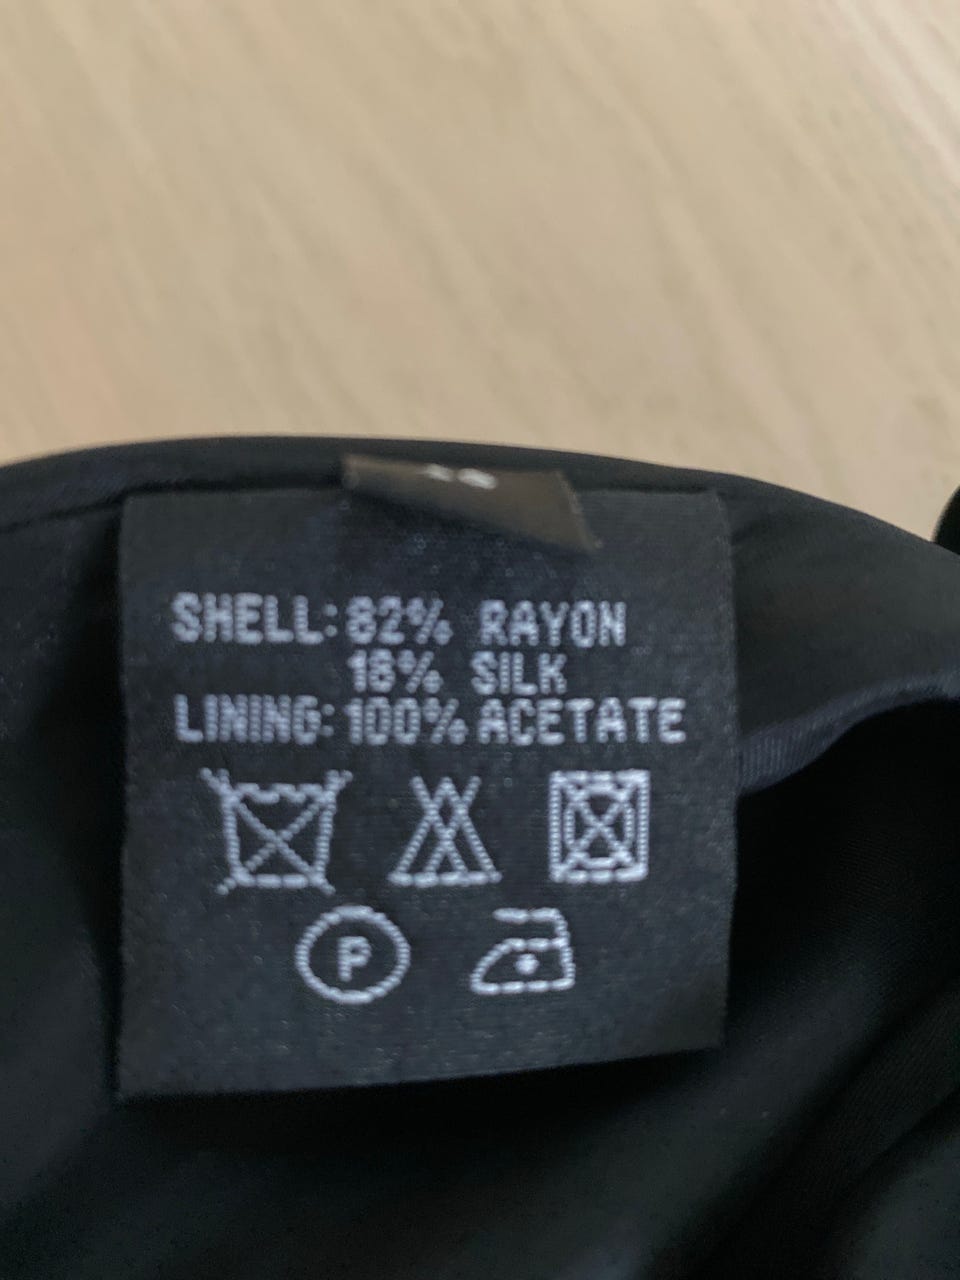 SHELL: 82% RAYON
18% SILK
LINING: 100% ACETATE
P